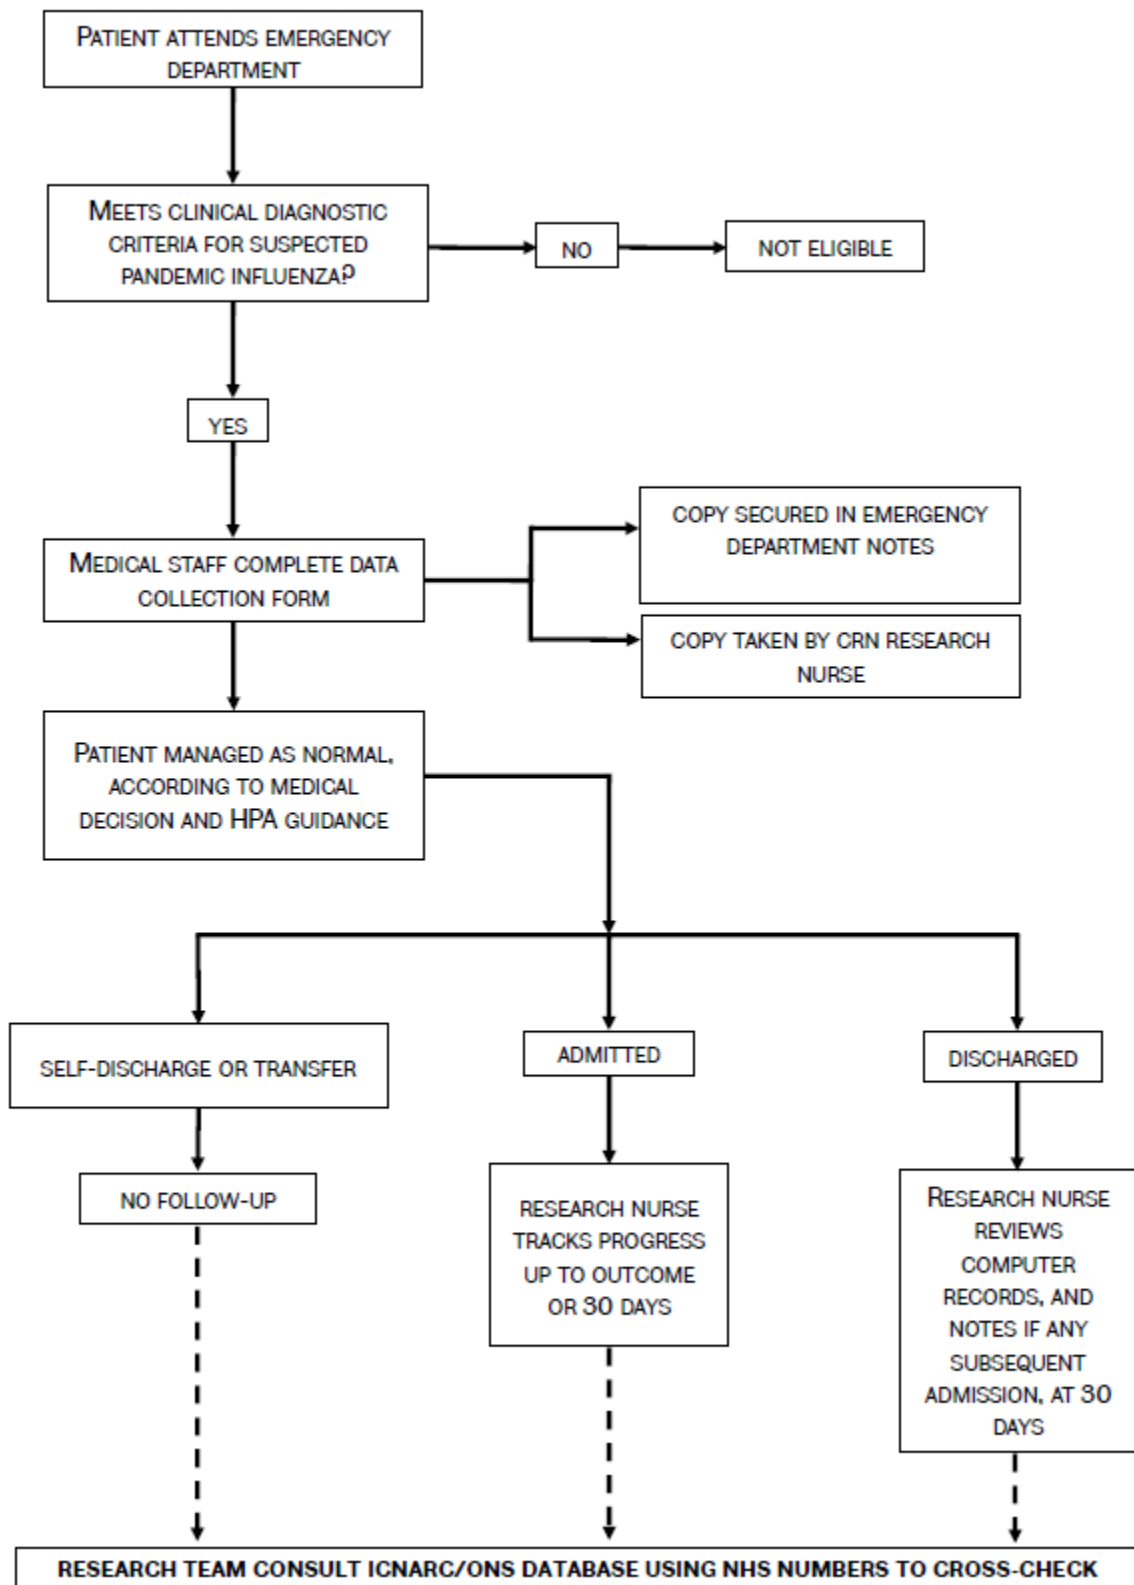 PATIENT ATTENDS EMERGENCY
DEPARTMENT
MEETS CLINICAL DIAGNOSTIC
CRITERIA FOR SUSPECTED
PANDEMIC INFLUENZA?
NO
NOT ELIGIBLE
YES
MEDICAL STAFF COMPLETE DATA
COLLECTION FORM
COPY SECURED IN EMERGENCY
DEPARTMENT NOTES
COPY TAKEN BY CRN RESEARCH
NURSE
PATIENT MANAGED AS NORMAL,
ACCORDING TO MEDICAL
DECISION AND HPA GUIDANCE
SELF-DISCHARGE OR TRANSFER
NO FOLLOW-UP
ADMITTED
RESEARCH NURSE
TRACKS PROGRESS
UP TO OUTCOME
OR 30 DAYS
DISCHARGED
RESEARCH NURSE
REVIEWS
COMPUTER
RECORDS, AND
NOTES IF ANY
SUBSEQUENT
ADMISSION, AT 30
DAYS
RESEARCH TEAM CONSULT ICNARC/ONS DATABASE USING NHS NUMBERS TO CROSS-CHECK